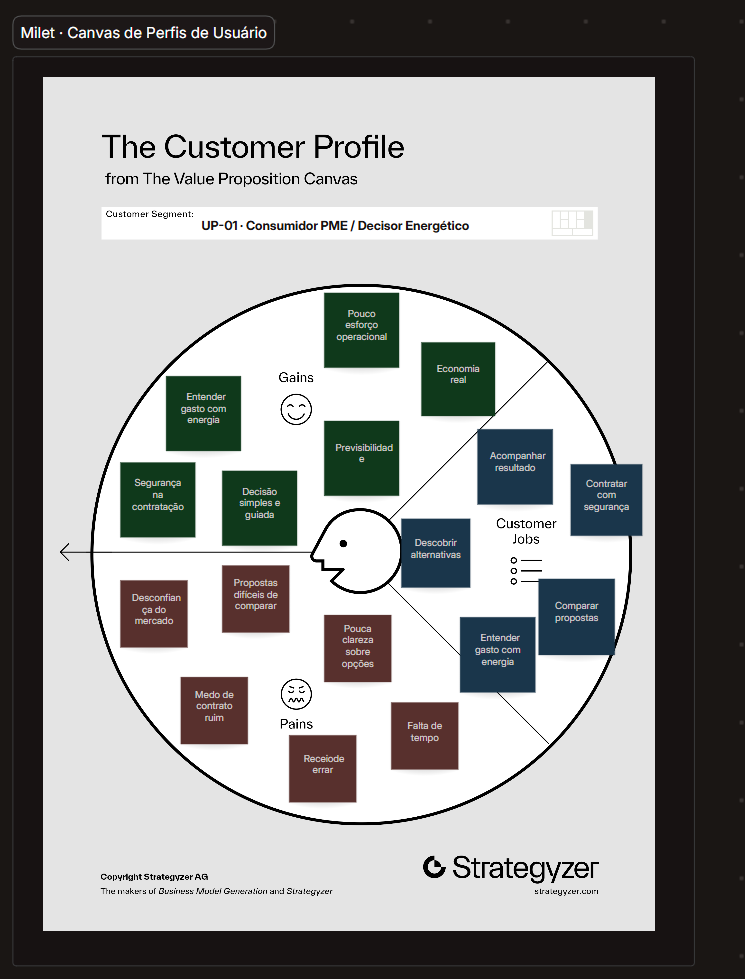 Milet · Canvas de Perfis de Usuário
The Customer Profile
from The Value Proposition Canvas
Customer Segment:
UP-01 · Consumidor PME / Decisor Energético
Pouco
esforço
operacional
Economia
real
Gains
Entender
gasto com
energia
Previsibilidad
e
Segurança
na
contratação
Decisão
simples e
guiada
Acompanhar
resultado
Contratar
com
segurança
Customer
Jobs
Descobrir
alternativas
Comparar
propostas
Entender
gasto com
energia
Desconfian
ça do
mercado
Propostas
difíceis de
comparar
Pouca
clareza
sobre
opções
Medo de
contrato
ruim
Pains
Falta de
tempo
Receiode
errar
Copyright Strategyzer AG
The makers of Business Model Generation and Strategyzer
Strategyzer
strategyzer.com